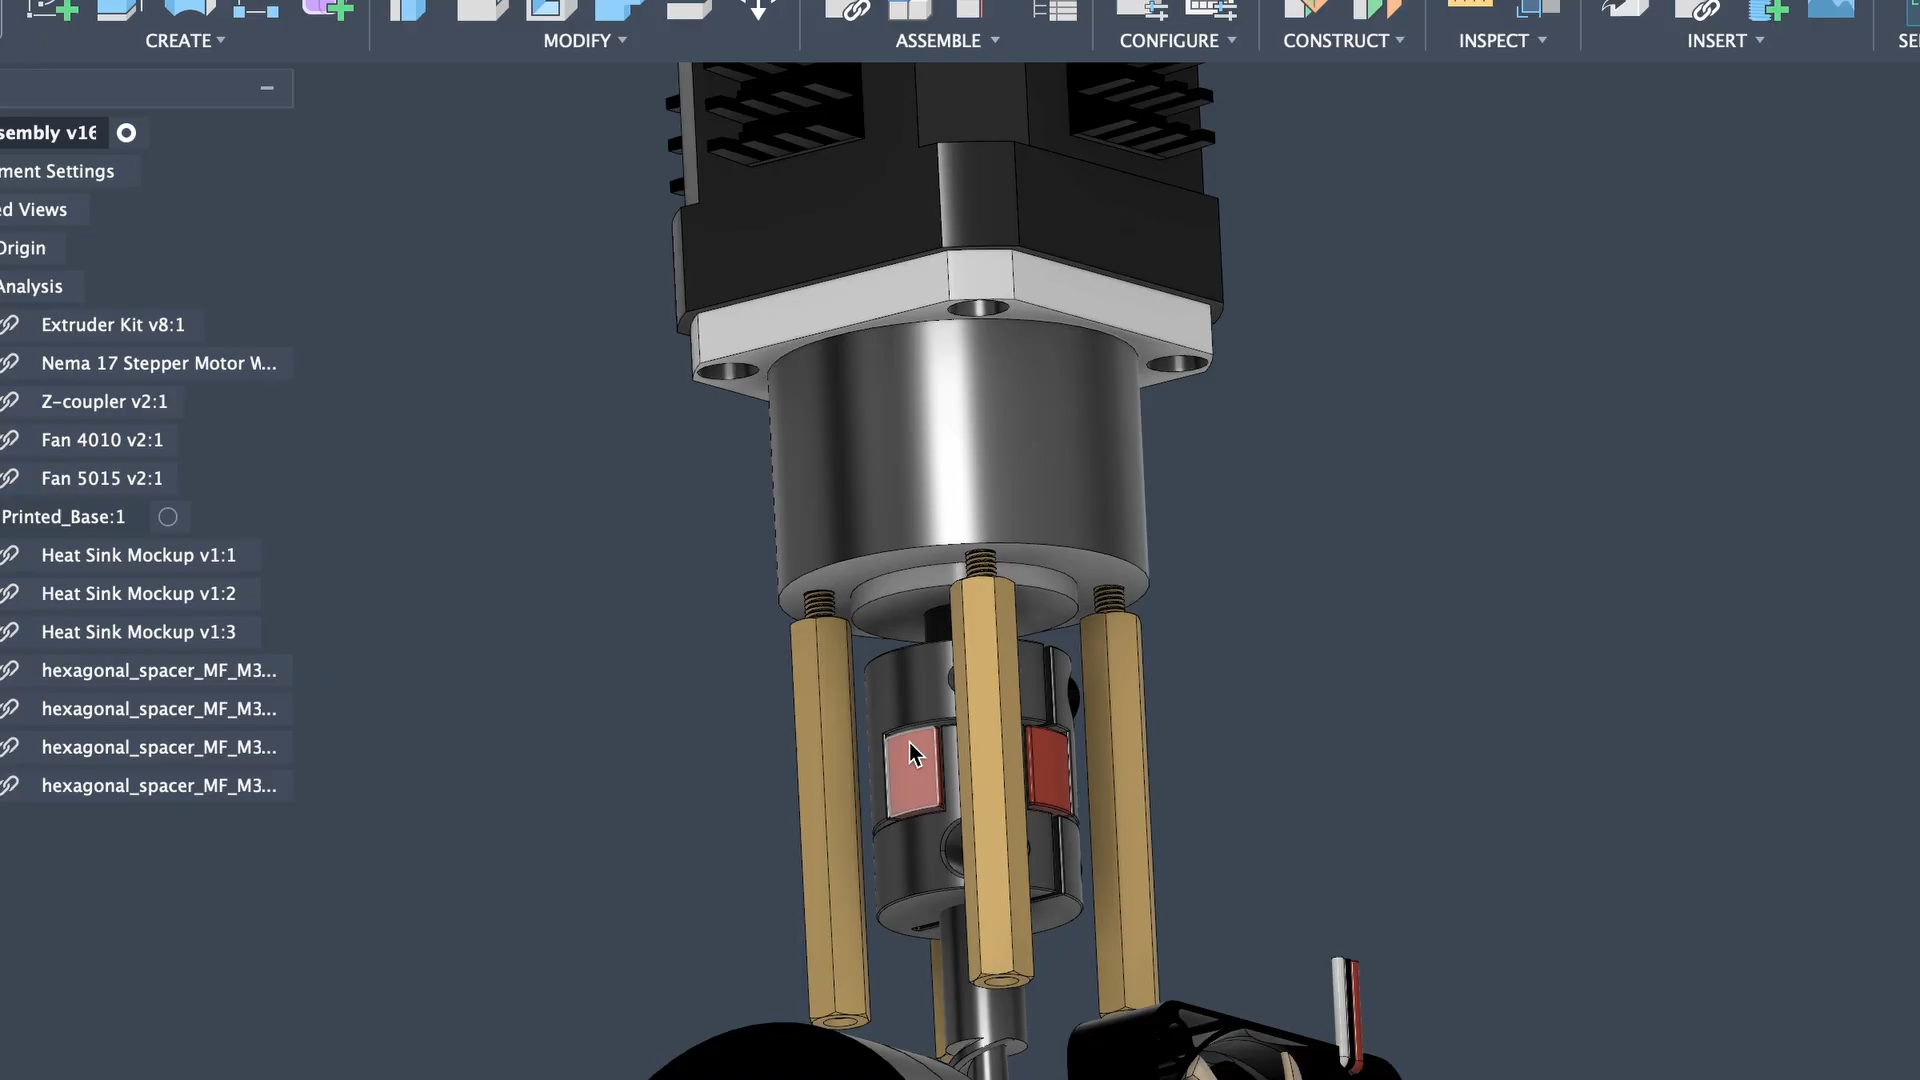 CREATE
MODIFY
ASSEMBLE
CONFIGURE
CONSTRUCT
INSPECT
INSERT
SE
sembly v16
ment Settings
ed Views
Origin
Analysis
Extruder Kit v8:1
Nema 17 Stepper Motor W...
Z-coupler v2:1
Fan 4010 v2:1
Fan 5015 v2:1
Printed_Base:1
Heat Sink Mockup v1:1
Heat Sink Mockup v1:2
Heat Sink Mockup v1:3
hexagonal_spacer_MF_M3...
hexagonal_spacer_MF_M3...
hexagonal_spacer_MF_M3...
hexagonal_spacer_MF_M3...